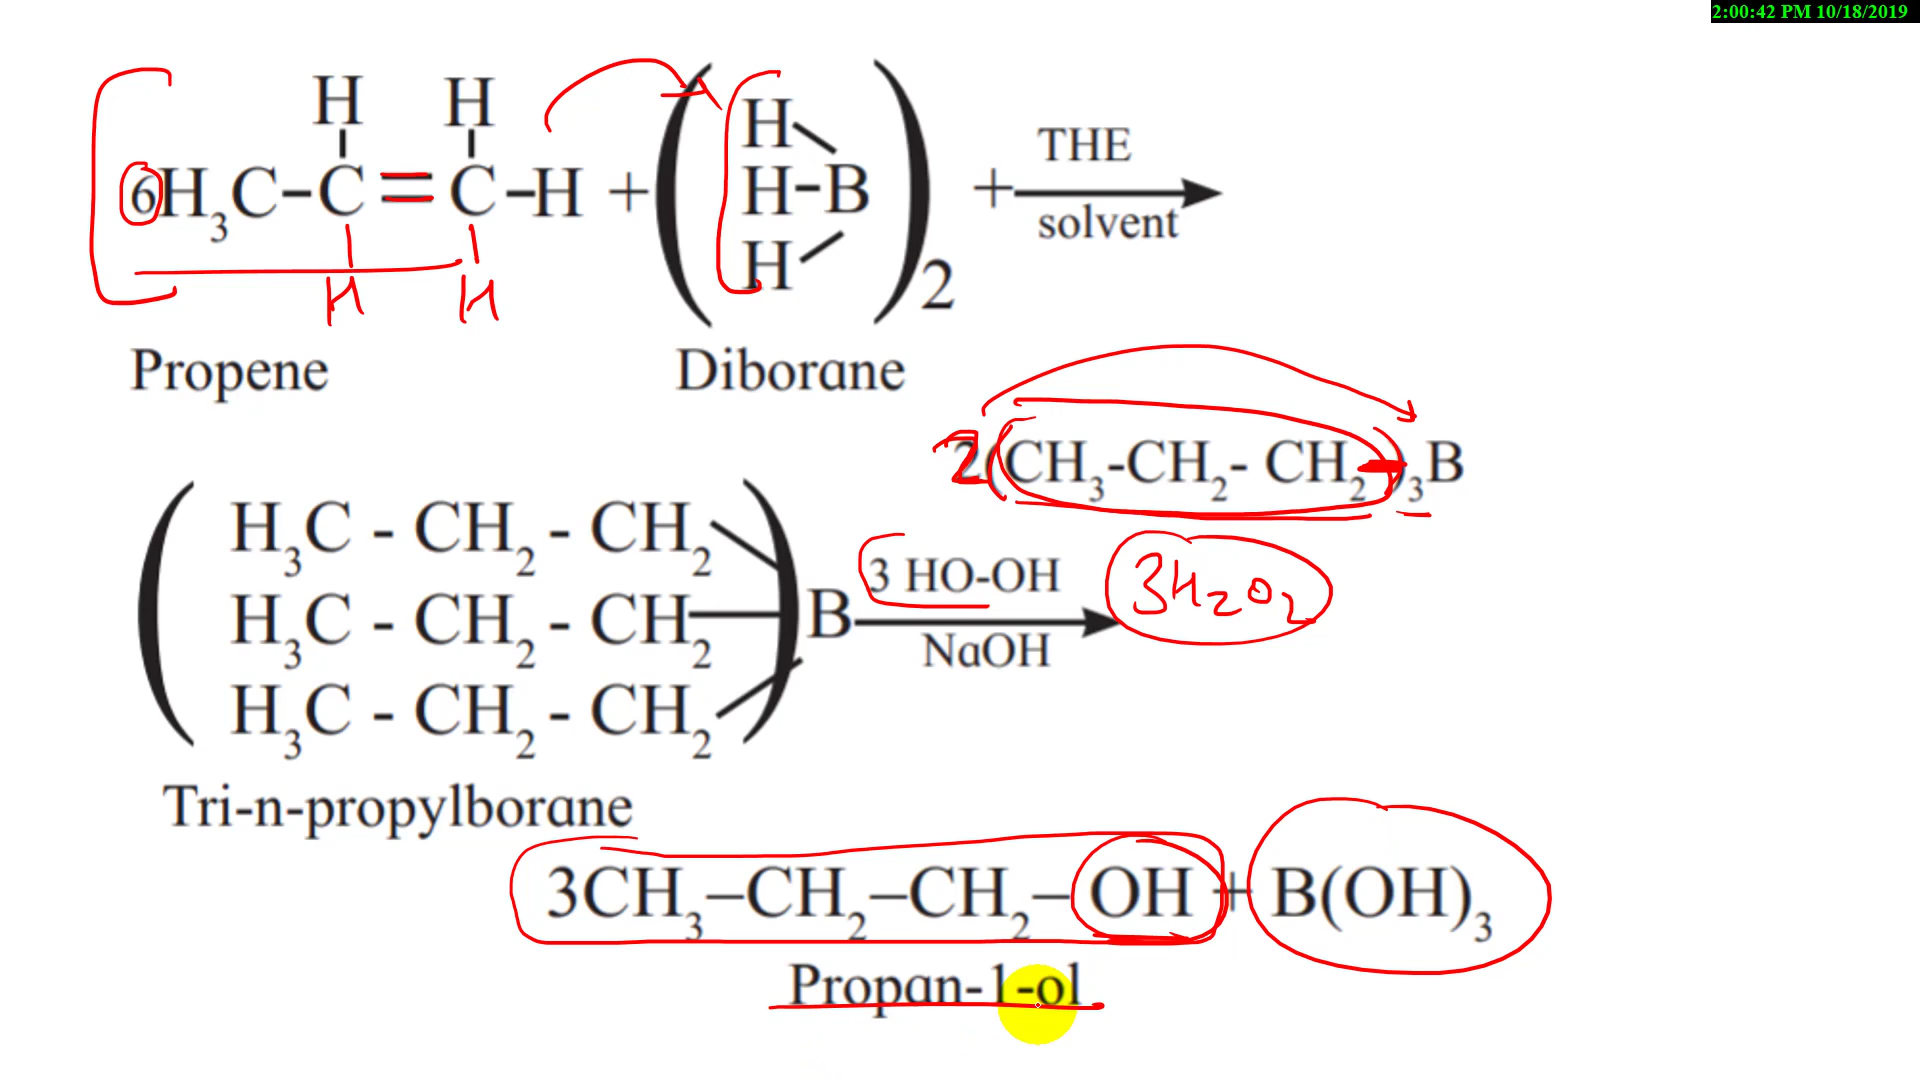 2:00:42 PM 10/18/2019
H H H
6H₃C–C=C–H + ( H–B )₂ + THE
solvent
H
H H
Propene Diborane
2(CH₃-CH₂- CH₂-)₃B
H₃C - CH₂ - CH₂
H₃C - CH₂ - CH₂ B 3 HO-OH 3H₂O₂
NaOH
H₃C - CH₂ - CH₂
Tri-n-propylborane
3CH₃–CH₂–CH₂–OH + B(OH)₃
Propan-1-ol